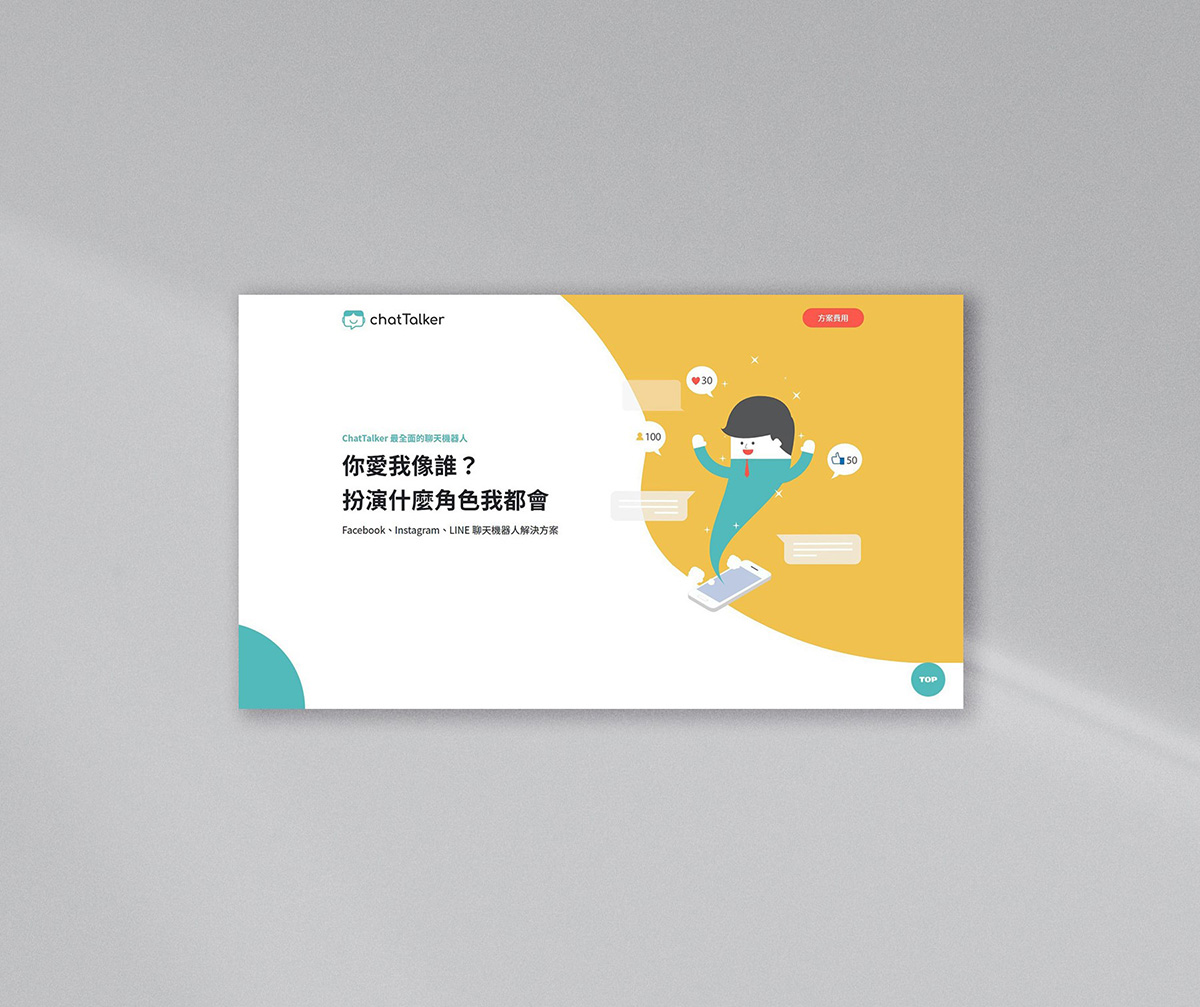 chatTalker
方案費用
ChatTalker 最全面的聊天機器人
你愛我像誰？
扮演什麼角色我都會
Facebook、Instagram、LINE 聊天機器人解決方案
30
100
50
TOP